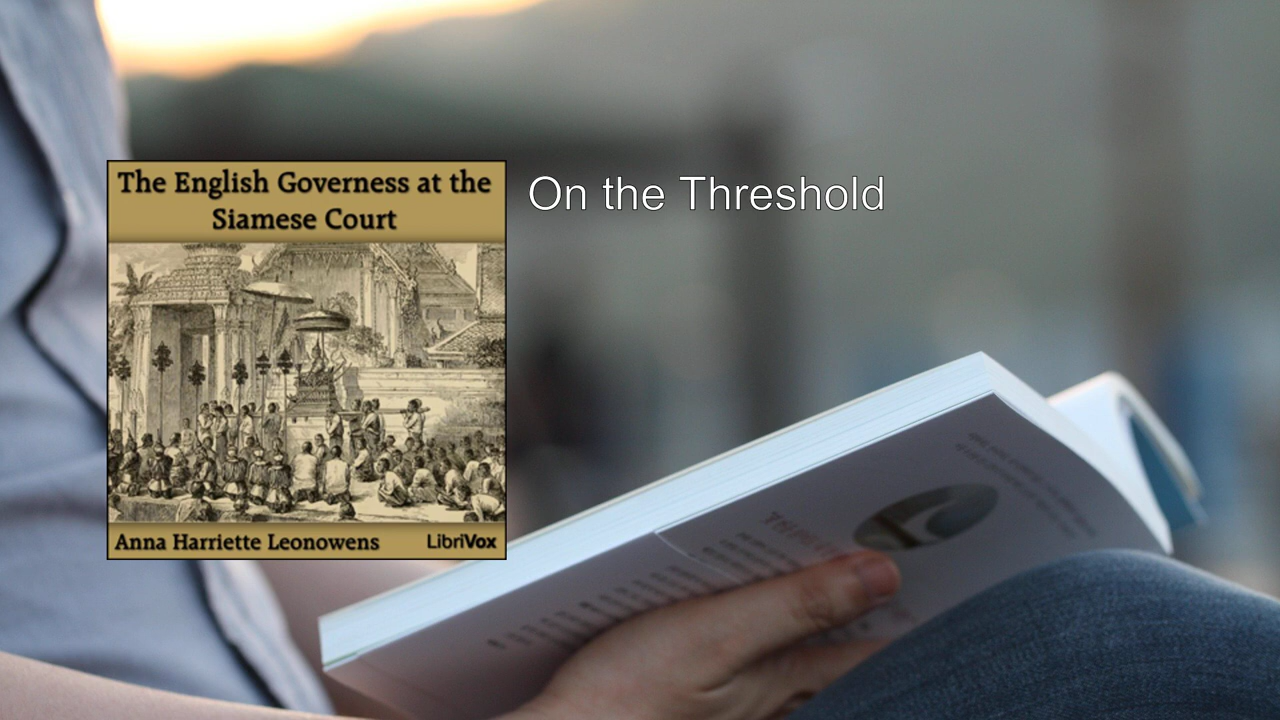 The English Governess at the
Siamese Court
Anna Harriette Leonowens
LibriVox
On the Threshold